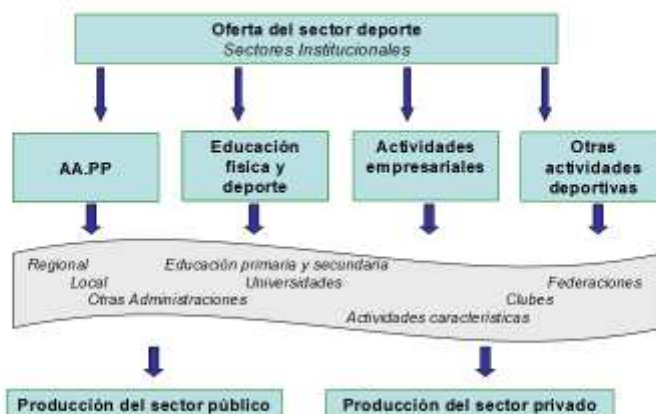 Oferta del sector deporte
Sectores Institucionales
AA.PP
Educación
física y
deporte
Actividades
empresariales
Otras
actividades
deportivas
Regional
Educación primaria y secundaria
Local
Universidades
Federaciones
Otras Administraciones
Clubes
Actividades características
Producción del sector público
Producción del sector privado